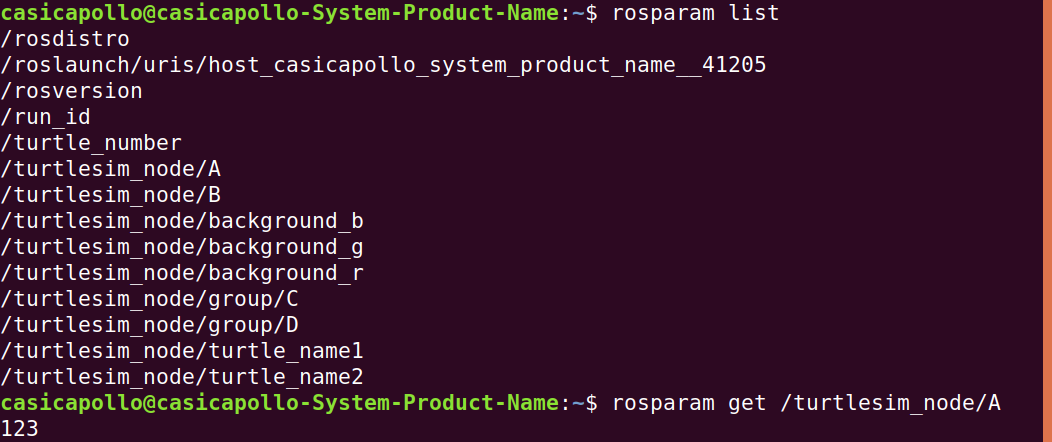 casicapollo@casicapollo-System-Product-Name:~$ rosparam list
/rosdistro
/roslaunch/uris/host_casicapollo_system_product_name__41205
/rosversion
/run_id
/turtle_number
/turtlesim_node/A
/turtlesim_node/B
/turtlesim_node/background_b
/turtlesim_node/background_g
/turtlesim_node/background_r
/turtlesim_node/group/C
/turtlesim_node/group/D
/turtlesim_node/turtle_name1
/turtlesim_node/turtle_name2
casicapollo@casicapollo-System-Product-Name:~$ rosparam get /turtlesim_node/A
123